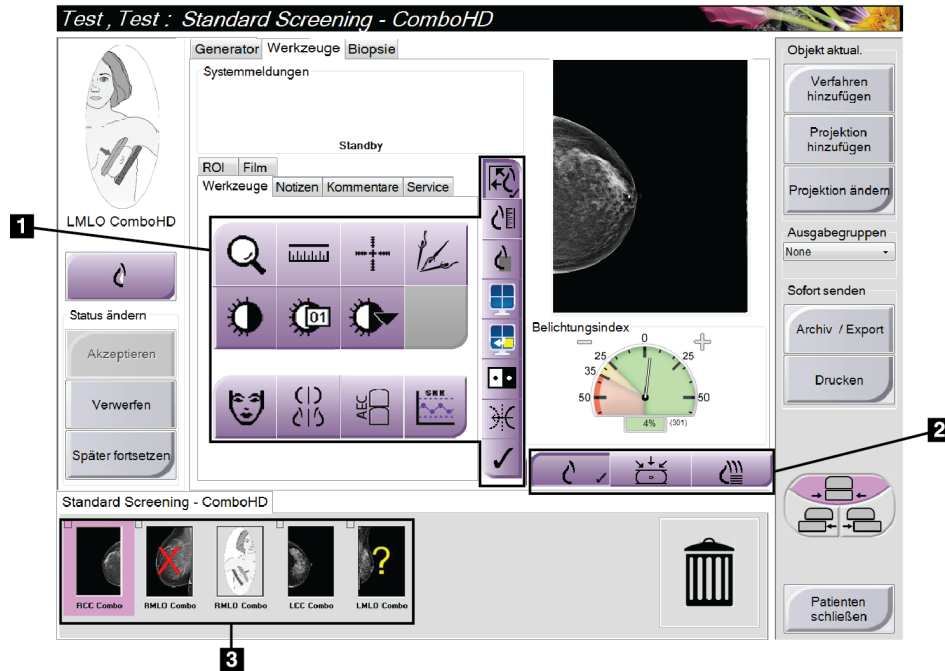 Test , Test : Standard Screening - ComboHD
Generator Werkzeuge Biopsie
Systemmeldungen
Standby
ROI Film
Werkzeuge Notizen Kommentare Service
LMLO ComboHD
Status ändern
Akzeptieren
Verwerfen
Später fortsetzen
01
AEC
SNR
Belichtungsindex
0
25 25
35
50 50
4% (301)
Objekt aktual.
Verfahren
hinzufügen
Projektion
hinzufügen
Projektion ändern
Ausgabegruppen
None
Sofort senden
Archiv / Export
Drucken
Patienten
schließen
Standard Screening - ComboHD
RCC Combo RMLO Combo RMLO Combo LCC Combo LMLO Combo
?
1
2
3